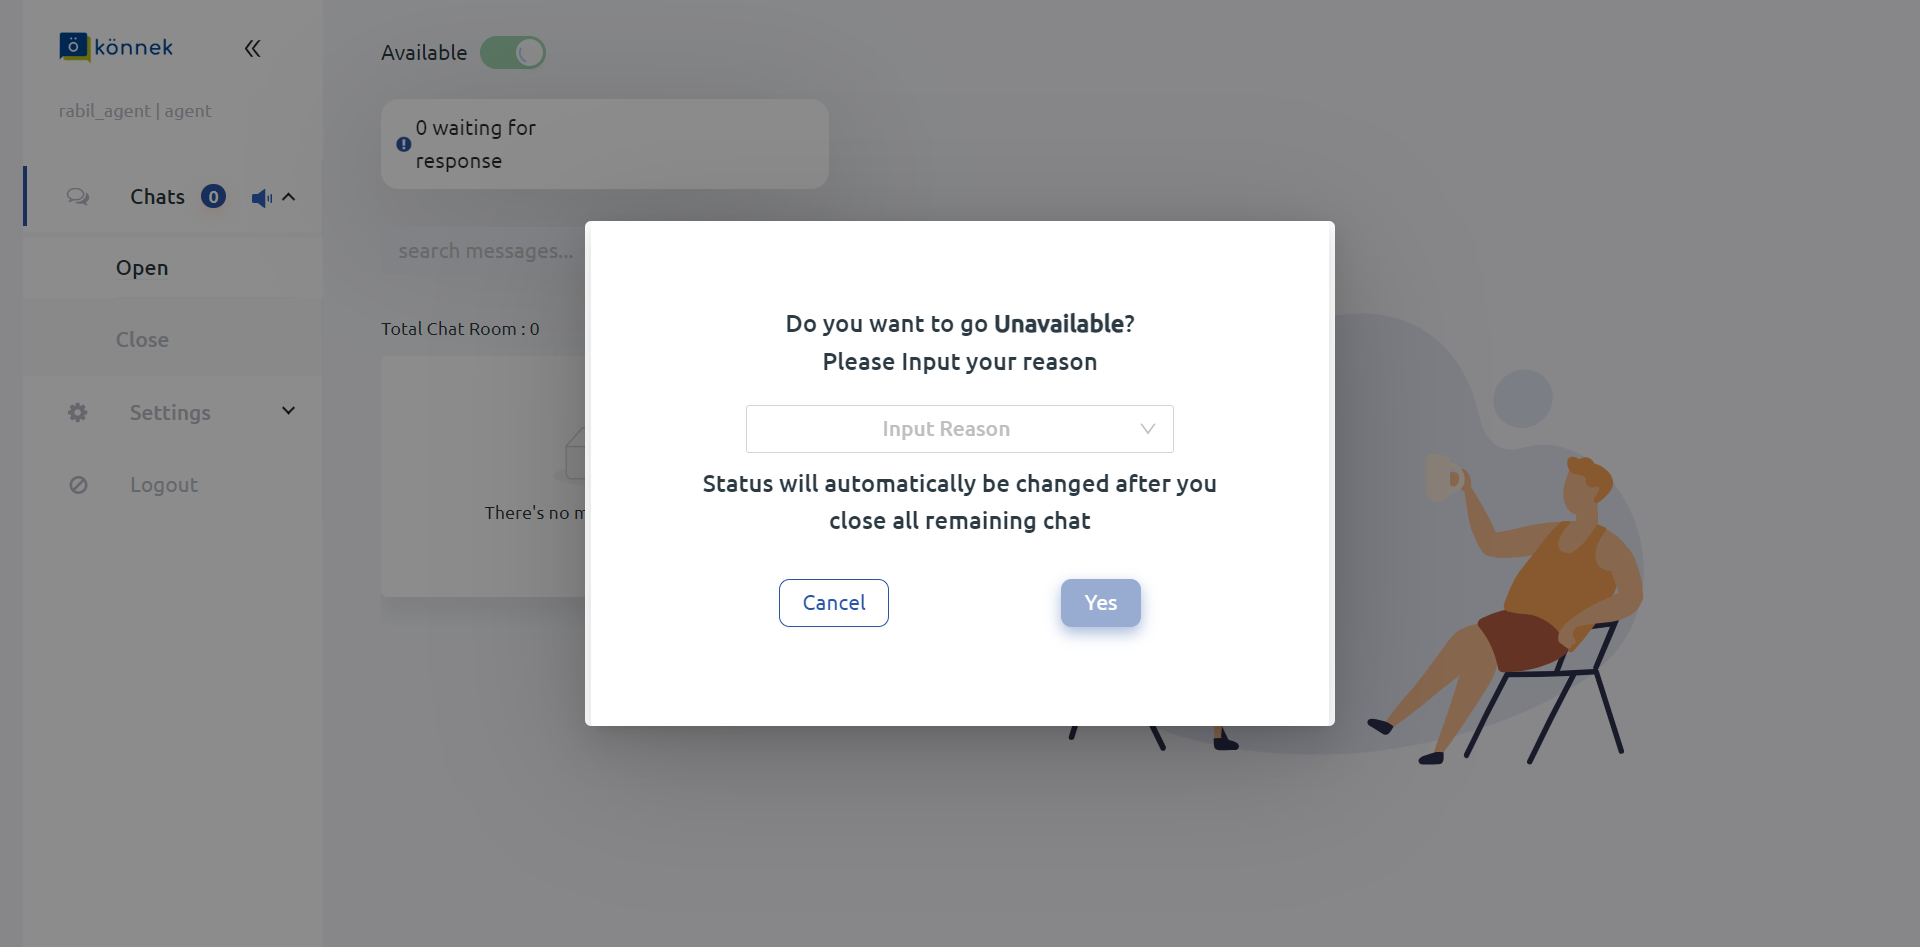 könnek
rabil_agent | agent
Chats 0
Open
Close
Settings
Logout
Available
0 waiting for
response
search messages...
Total Chat Room : 0
There's no
Do you want to go Unavailable?
Please Input your reason
Input Reason
Status will automatically be changed after you
close all remaining chat
Cancel
Yes